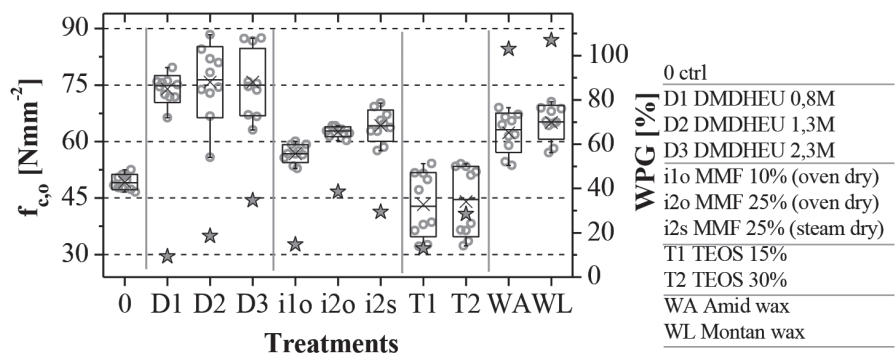 f_c,o [Nmm⁻²]
90
75
60
45
30
0 D1 D2 D3 i1o i2o i2s T1 T2 WA WL
Treatments
100
80
60
40
20
0
WPG [%]
0 ctrl
D1 DMDHEU 0,8M
D2 DMDHEU 1,3M
D3 DMDHEU 2,3M
i1o MMF 10% (oven dry)
i2o MMF 25% (oven dry)
i2s MMF 25% (steam dry)
T1 TEOS 15%
T2 TEOS 30%
WA Amid wax
WL Montan wax